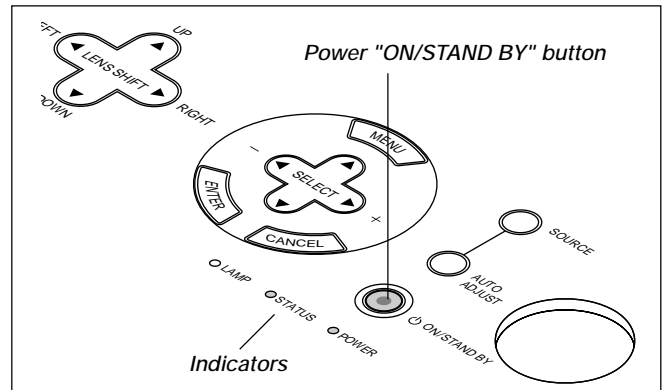 UP
Power "ON/STAND BY" button
LENS SHIFT
RIGHT
MENU
SELECT
–
+
ENTER
CANCEL
SOURCE
AUTO
ADJUST
LAMP
STATUS
POWER
ON/STAND BY
Indicators